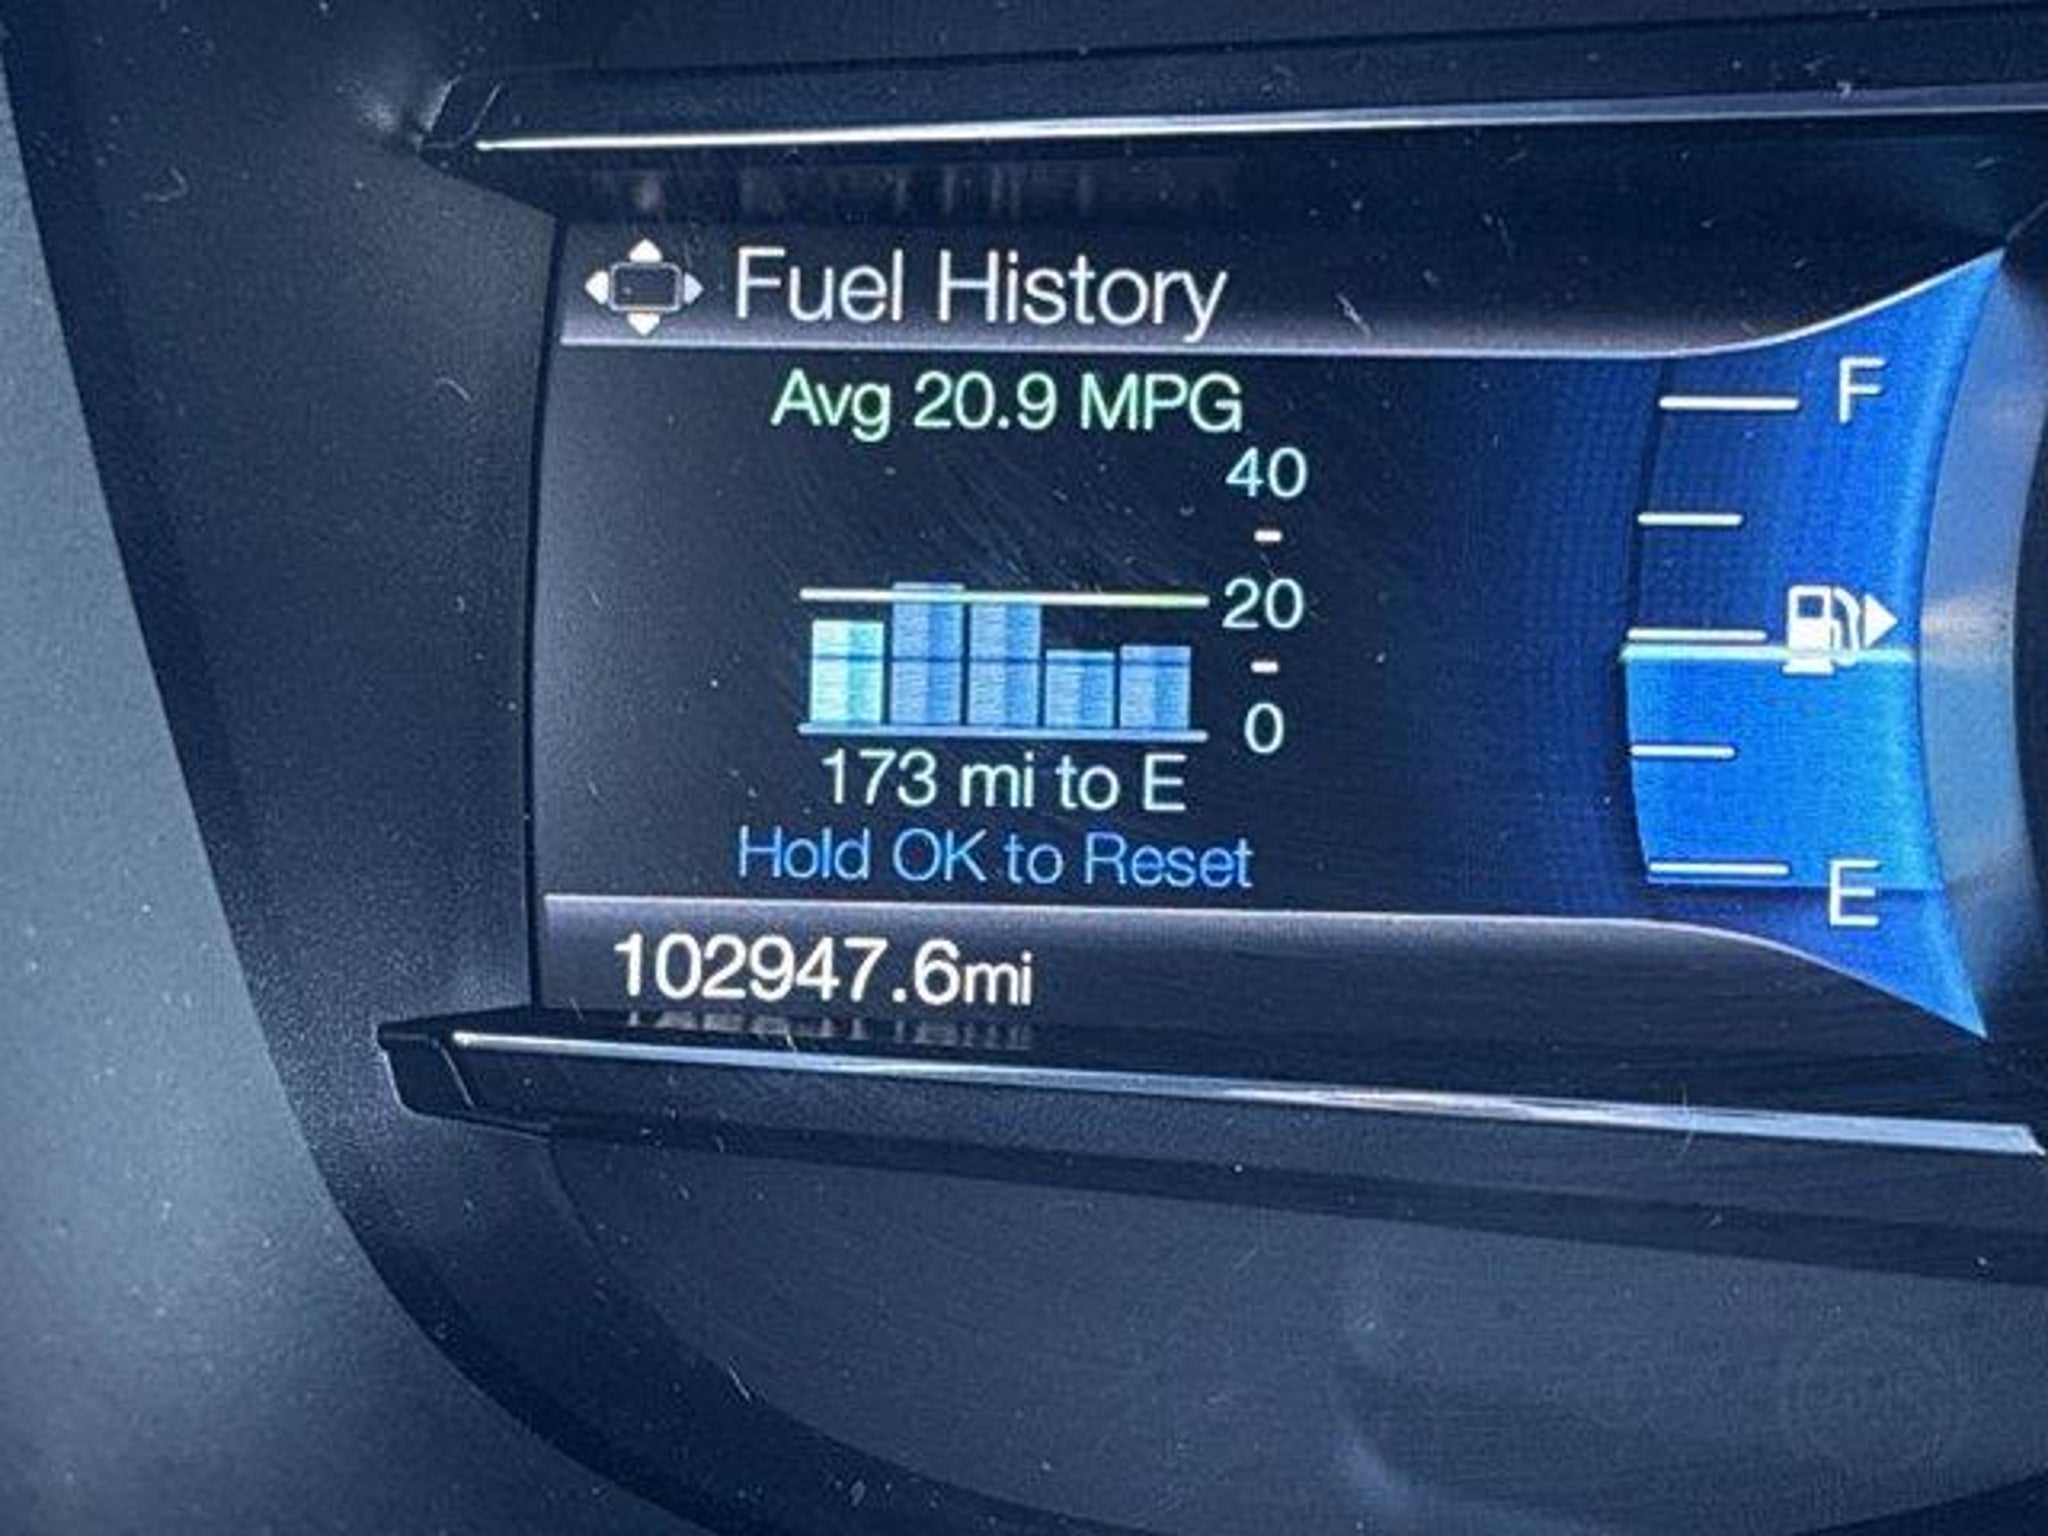 Fuel History
Avg 20.9 MPG
40
-
20
-
0
173 mi to E
Hold OK to Reset
102947.6mi
F
E